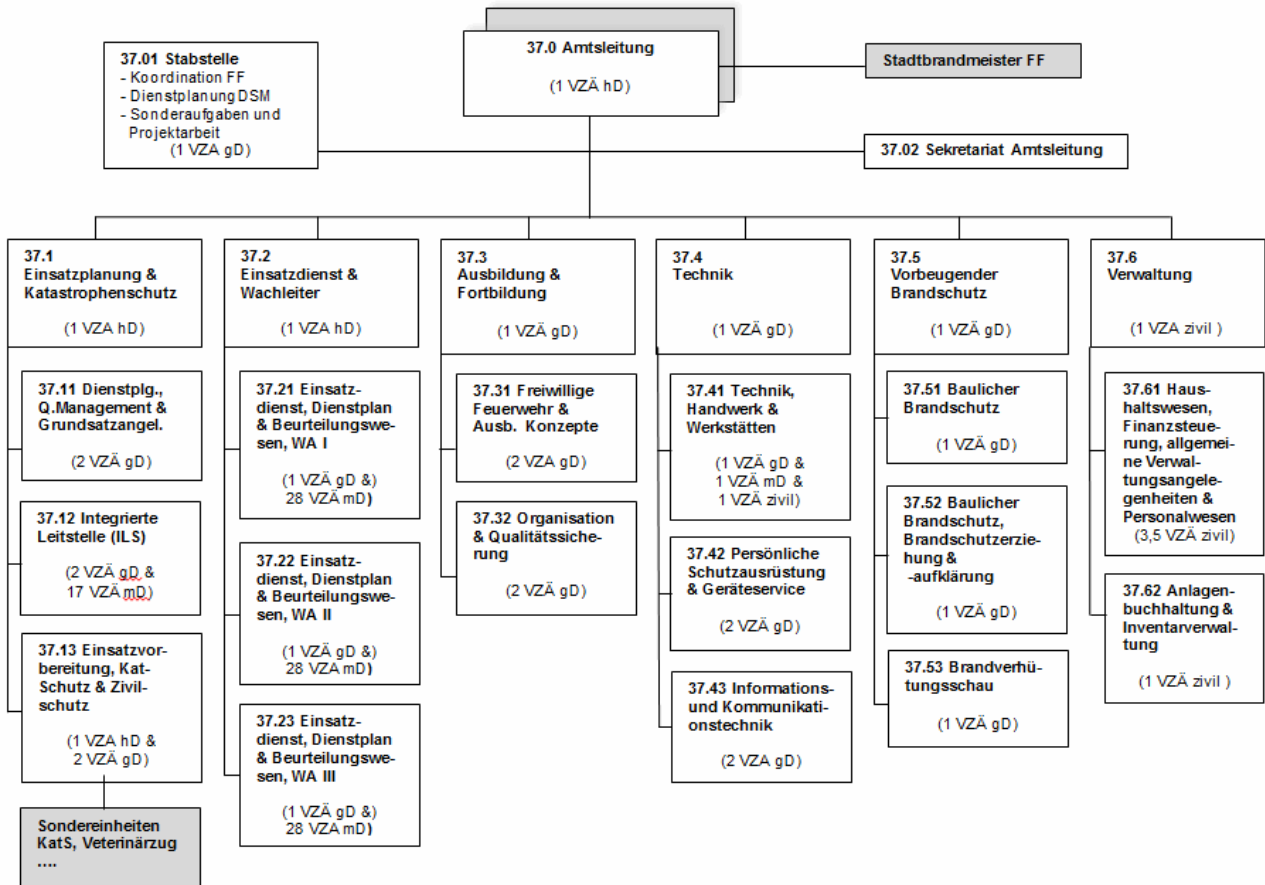 37.0 Amtsleitung
(1 VZÄ hD)
37.01 Stabstelle
- Koordination FF
- Dienstplanung DSM
- Sonderaufgaben und
Projektarbeit
(1 VZA gD)
Stadtbrandmeister FF
37.02 Sekretariat Amtsleitung
37.1
Einsatzplanung &
Katastrophenschutz
(1 VZA hD)
37.11 Dienstplg.,
Q.Management &
Grundsatzangel.
(2 VZÄ gD)
37.12 Integrierte
Leitstelle (ILS)
(2 VZÄ gD &
17 VZÄ mD)
37.13 Einsatzvor-
bereitung, Kat-
Schutz & Zivil-
schutz
(1 VZA hD &
2 VZÄ gD)
Sondereinheiten
KatS, Veterinärzug
....
37.2
Einsatzdienst &
Wachleiter
(1 VZA hD)
37.21 Einsatz-
dienst, Dienstplan
& Beurteilungswe-
sen, WA I
(1 VZÄ gD &)
28 VZÄ mD)
37.22 Einsatz-
dienst, Dienstplan
& Beurteilungswe-
sen, WA II
(1 VZÄ gD &)
28 VZA mD)
37.23 Einsatz-
dienst, Dienstplan
& Beurteilungswe-
sen, WA III
(1 VZÄ gD &)
28 VZA mD)
37.3
Ausbildung &
Fortbildung
(1 VZÄ gD)
37.31 Freiwillige
Feuerwehr &
Ausb. Konzepte
(2 VZA gD)
37.32 Organisation
& Qualitätssiche-
rung
(2 VZÄ gD)
37.4
Technik
(1 VZÄ gD)
37.41 Technik,
Handwerk &
Werkstätten
(1 VZÄ gD &
1 VZÄ mD &
1 VZÄ zivil)
37.42 Persönliche
Schutzausrüstung
& Geräteservice
(2 VZÄ gD)
37.43 Informations-
und Kommunikati-
onstechnik
(2 VZA gD)
37.5
Vorbeugender
Brandschutz
(1 VZÄ gD)
37.51 Baulicher
Brandschutz
(1 VZÄ gD)
37.52 Baulicher
Brandschutz,
Brandschutzerzie-
hung &
-aufklärung
(1 VZÄ gD)
37.53 Brandverhü-
tungsschau
(1 VZÄ gD)
37.6
Verwaltung
(1 VZA zivil )
37.61 Haus-
haltswesen,
Finanzsteue-
rung, allgemei-
ne Verwal-
tungsangele-
genheiten &
Personalwesen
(3,5 VZÄ zivil)
37.62 Anlagen-
buchhaltung &
Inventarverwal-
tung
(1 VZÄ zivil )